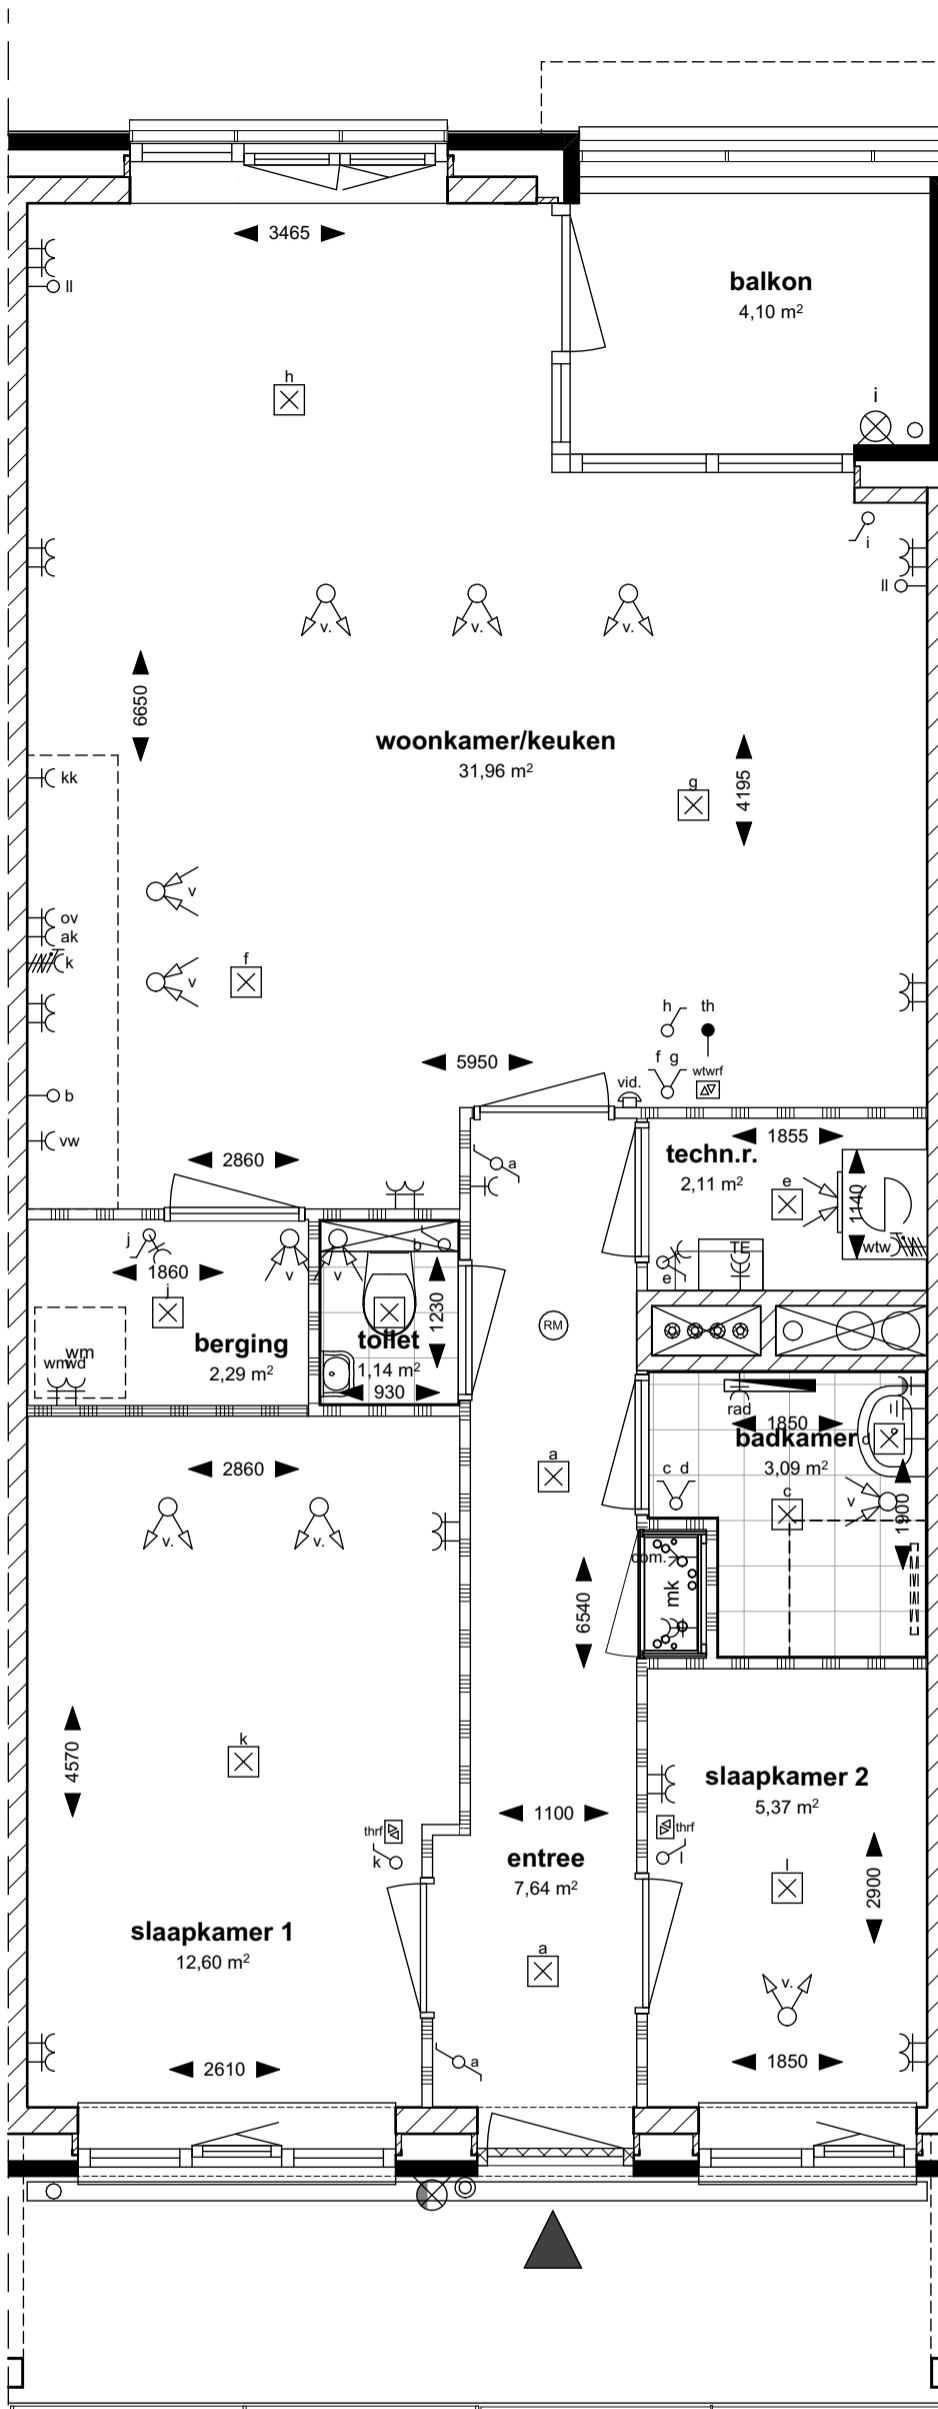 3465
balkon
4,10 m²
ll
h
i
i
ll
v.
v.
v.
6650
woonkamer/keuken
31,96 m²
4195
g
kk
v
ov
ak
k
f
v
h
th
f g
wtwrf
5950
vid.
b
vw
a
techn.r.
1855
2,11 m²
2860
e
1140
j
b
TE
wtw
1860
v
v
e
j
1230
RM
berging
2,29 m²
toilet
1,14 m²
930
wm
wmwd
rad
1850
badkamer
d
3,09 m²
2860
a
c d
c
v
1900
v.
v.
com.
mk
6540
4570
k
slaapkamer 2
5,37 m²
1100
thrf
thrf
k
l
entree
7,64 m²
l
2900
slaapkamer 1
12,60 m²
a
v.
a
2610
1850